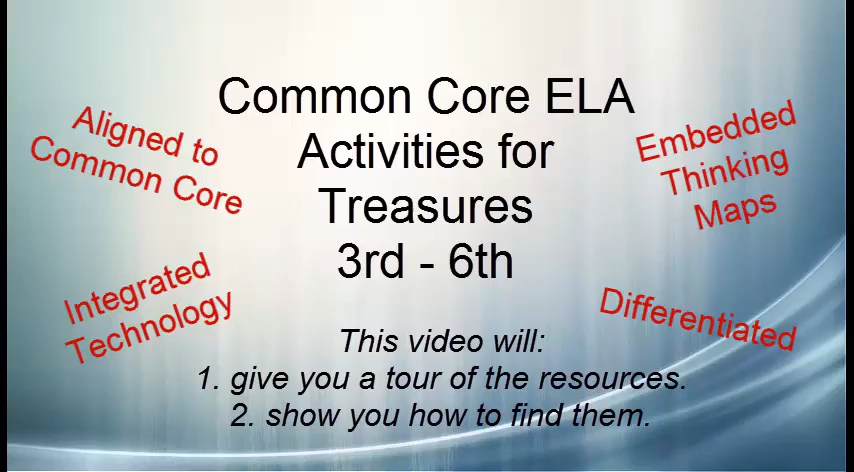 Common Core ELA
Activities for
Treasures
3rd - 6th
Aligned to
Common Core
Embedded
Thinking
Maps
Integrated
Technology
Differentiated
This video will:
1. give you a tour of the resources.
2. show you how to find them.